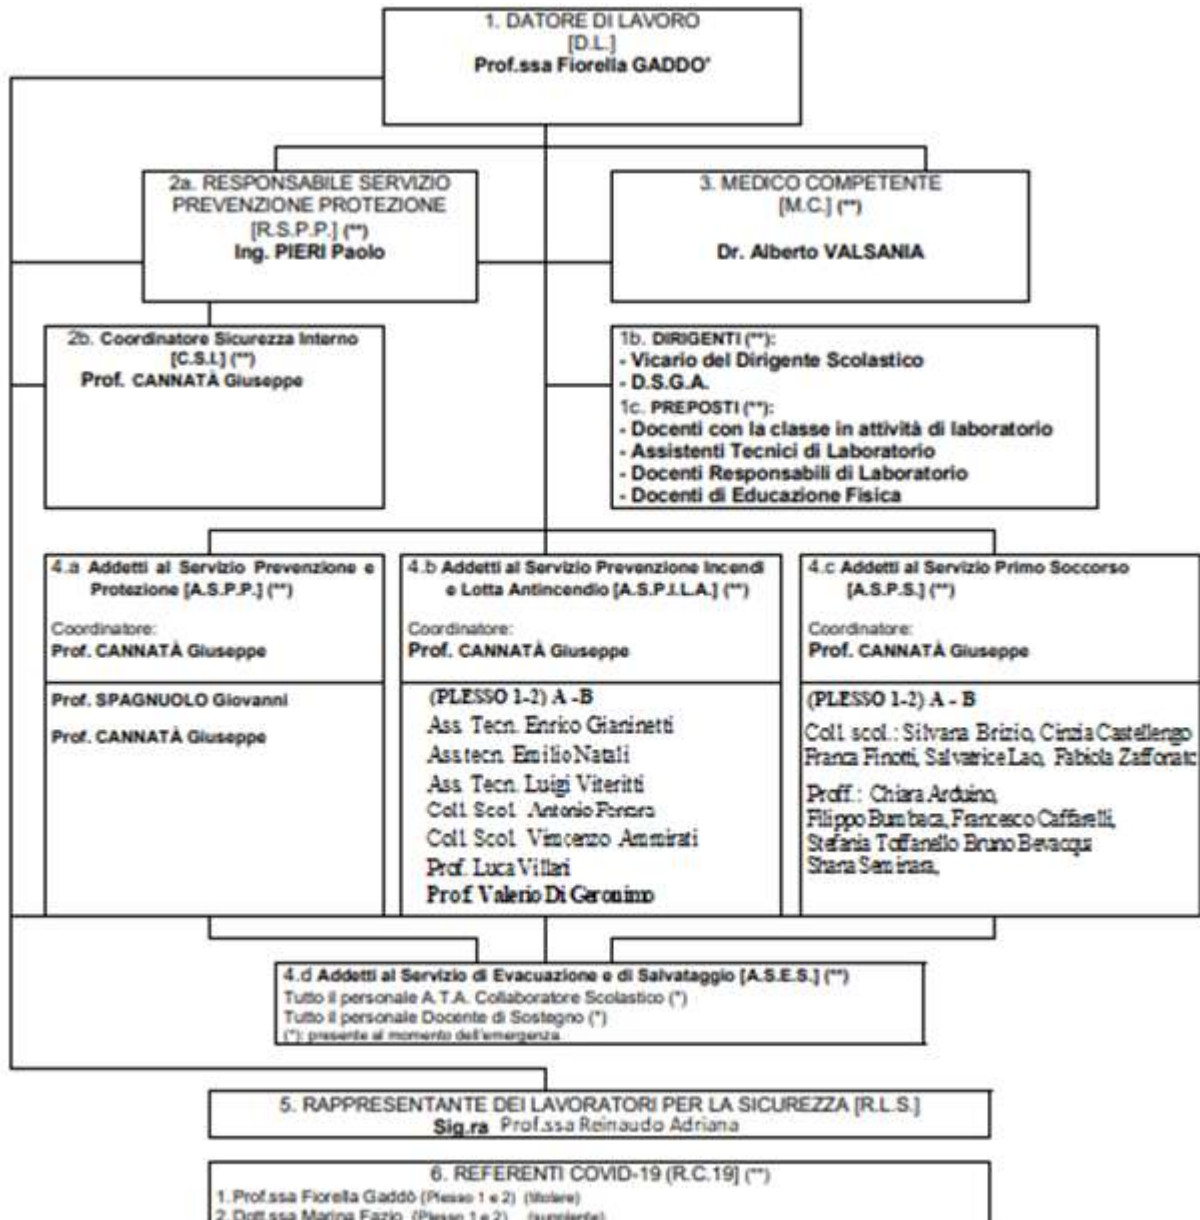 1. DATORE DI LAVORO
[D.L.]
Prof.ssa Fiorella GADDO'
2a. RESPONSABILE SERVIZIO
PREVENZIONE PROTEZIONE
[R.S.P.P.] (**)
Ing. PIERI Paolo
3. MEDICO COMPETENTE
[M.C.] (**)
Dr. Alberto VALSANIA
2b. Coordinatore Sicurezza Interno
[C.S.I.] (**)
Prof. CANNATÀ Giuseppe
1b. DIRIGENTI (**):
- Vicario del Dirigente Scolastico
- D.S.G.A.
1c. PREPOSTI (**):
- Docenti con la classe in attività di laboratorio
- Assistenti Tecnici di Laboratorio
- Docenti Responsabili di Laboratorio
- Docenti di Educazione Fisica
4.a Addetti al Servizio Prevenzione e
Protezione [A.S.P.P.] (**)
Coordinatore:
Prof. CANNATÀ Giuseppe
Prof. SPAGNUOLO Giovanni
Prof. CANNATÀ Giuseppe
4.b Addetti al Servizio Prevenzione Incendi
e Lotta Antincendio [A.S.P.I.L.A.] (**)
Coordinatore:
Prof. CANNATÀ Giuseppe
(PLESSO 1-2) A -B
Ass. Tecn. Enrico Gianinetti
Ass.tecn. Emilio Natali
Ass. Tecn. Luigi Viteritti
Coll. Scol. Antonio Ferrara
Coll. Scol. Vincenzo Ammirati
Prof. Luca Villari
Prof. Valerio Di Geronimo
4.c Addetti al Servizio Primo Soccorso
[A.S.P.S.] (**)
Coordinatore:
Prof. CANNATÀ Giuseppe
(PLESSO 1-2) A - B
Coll. scol.: Silvana Brizio, Cinzia Castellengo
Franca Finotti, Salvatrice Lao, Fabiola Zaffonato
Proff.: Chiara Arduino,
Filippo Bumbaca, Francesco Caffarelli,
Stefania Toffanello Bruno Bevacqua
Shana Seminara,
4.d Addetti al Servizio di Evacuazione e di Salvataggio [A.S.E.S.] (**)
Tutto il personale A.T.A. Collaboratore Scolastico (*)
Tutto il personale Docente di Sostegno (*)
(*): presente al momento dell'emergenza.
5. RAPPRESENTANTE DEI LAVORATORI PER LA SICUREZZA [R.L.S.]
Sig.ra Prof.ssa Reinaudo Adriana
6. REFERENTI COVID-19 (R.C.19] (**)
1. Prof.ssa Fiorella Gaddò (Plesso 1 e 2) (titolare)
2. Dott.ssa Marina Fazio (Plesso 1 e 2) (supplente)